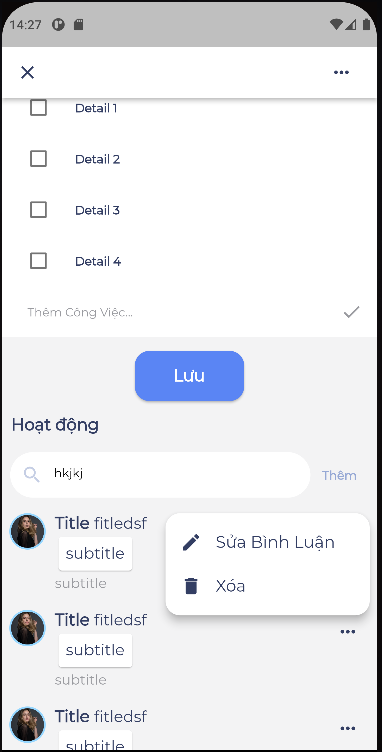 14:27
Detail 1
Detail 2
Detail 3
Detail 4
Thêm Công Việc...
Lưu
Hoạt động
hkjkj
Thêm
Title fitledsf
subtitle
subtitle
Sửa Bình Luận
Xóa
Title fitledsf
subtitle
subtitle
Title fitledsf
subtitle